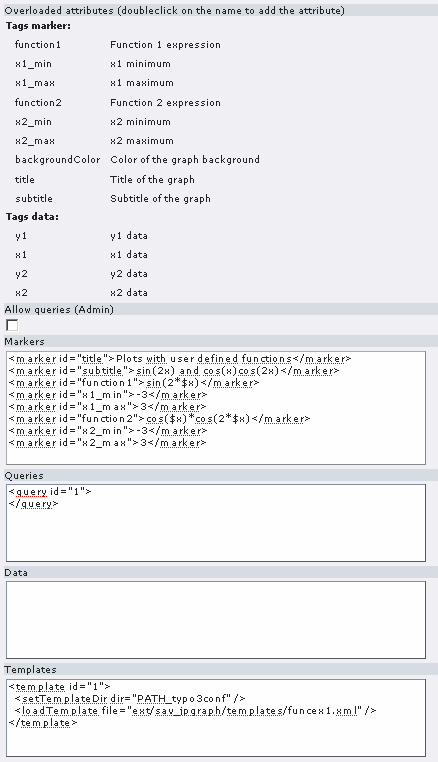 Overloaded attributes (doubleclick on the name to add the attribute)
Tags marker:
function1 Function 1 expression
x1_min x1 minimum
x1_max x1 maximum
function2 Function 2 expression
x2_min x2 minimum
x2_max x2 maximum
backgroundColor Color of the graph background
title Title of the graph
subtitle Subtitle of the graph
Tags data:
y1 y1 data
x1 x1 data
y2 y2 data
x2 x2 data
Allow queries (Admin)
Markers
<marker id="title">Plots with user defined functions</marker>
<marker id="subtitle">sin(2x) and cos(x)cos(2x)</marker>
<marker id="function1">sin(2*$x)</marker>
<marker id="x1_min">-3</marker>
<marker id="x1_max">3</marker>
<marker id="function2">cos($x)*cos(2*$x)</marker>
<marker id="x2_min">-3</marker>
<marker id="x2_max">3</marker>
Queries
<query id="1">
</query>
Data
Templates
<template id="1">
<setTemplateDir dir="PATH_typo3conf" />
<loadTemplate file="ext/sav_jpgraph/templates/funcex1.xml" />
</template>